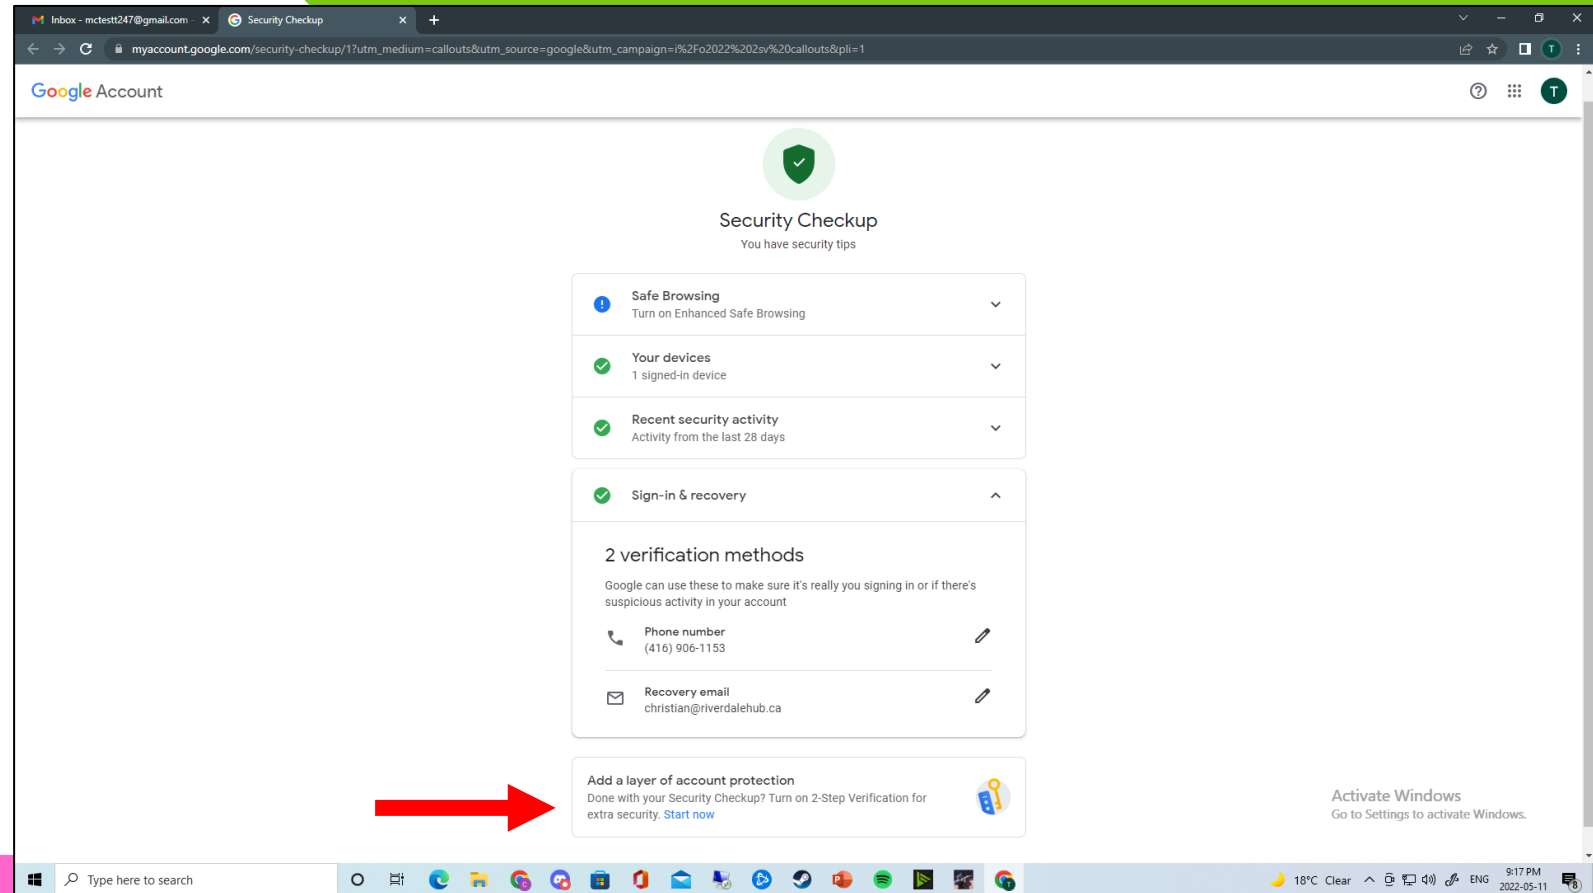 Inbox - mctestt247@gmail.com -
Security Checkup
myaccount.google.com/security-checkup/1?utm_medium=callouts&utm_source=google&utm_campaign=i%2Fo2022%202sv%20callouts&pli=1
T
Google Account
T
Security Checkup
You have security tips
Safe Browsing
Turn on Enhanced Safe Browsing
Your devices
1 signed-in device
Recent security activity
Activity from the last 28 days
Sign-in & recovery
2 verification methods
Google can use these to make sure it's really you signing in or if there's
suspicious activity in your account
Phone number
(416) 906-1153
Recovery email
christian@riverdalehub.ca
Add a layer of account protection
Done with your Security Checkup? Turn on 2-Step Verification for
extra security. Start now
Activate Windows
Go to Settings to activate Windows.
Type here to search
18°C Clear
ENG
9:17 PM
2022-05-11